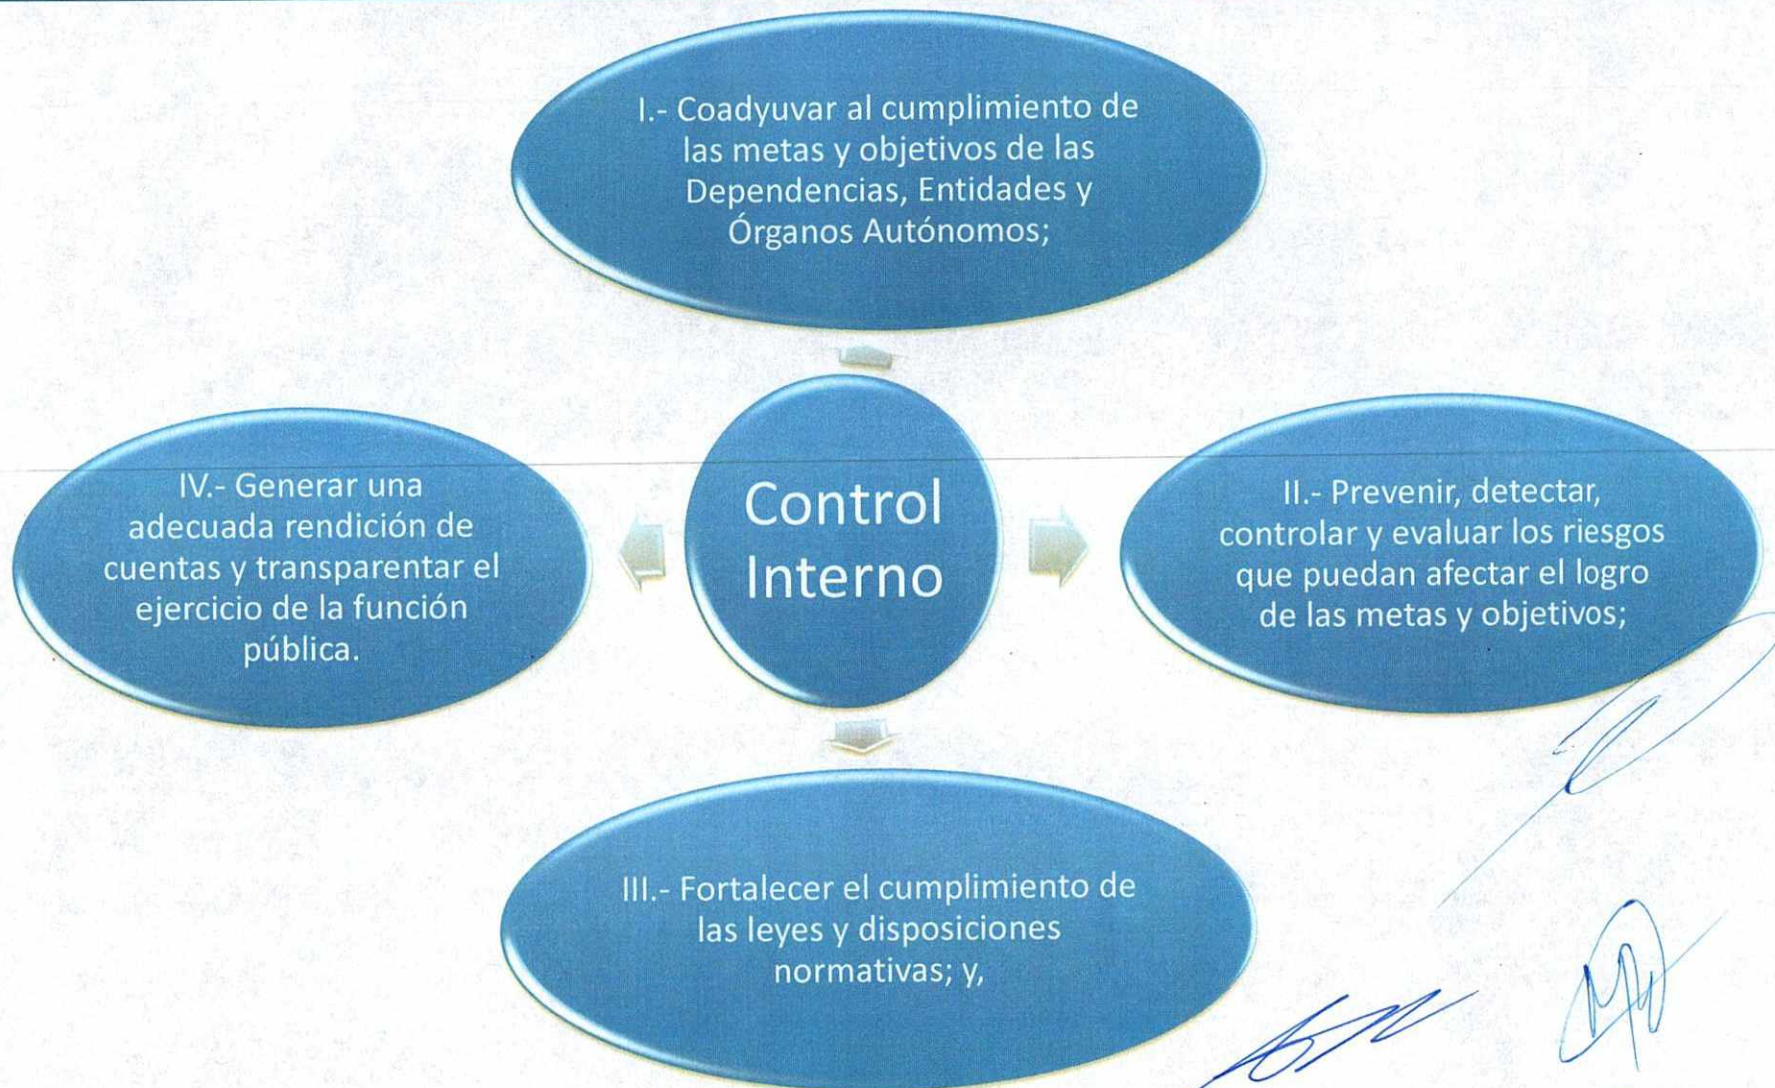 I.- Coadyuvar al cumplimiento de
las metas y objetivos de las
Dependencias, Entidades y
Órganos Autónomos;
Control
Interno
II.- Prevenir, detectar,
controlar y evaluar los riesgos
que puedan afectar el logro
de las metas y objetivos;
III.- Fortalecer el cumplimiento de
las leyes y disposiciones
normativas; y,
IV.- Generar una
adecuada rendición de
cuentas y transparentar el
ejercicio de la función
pública.